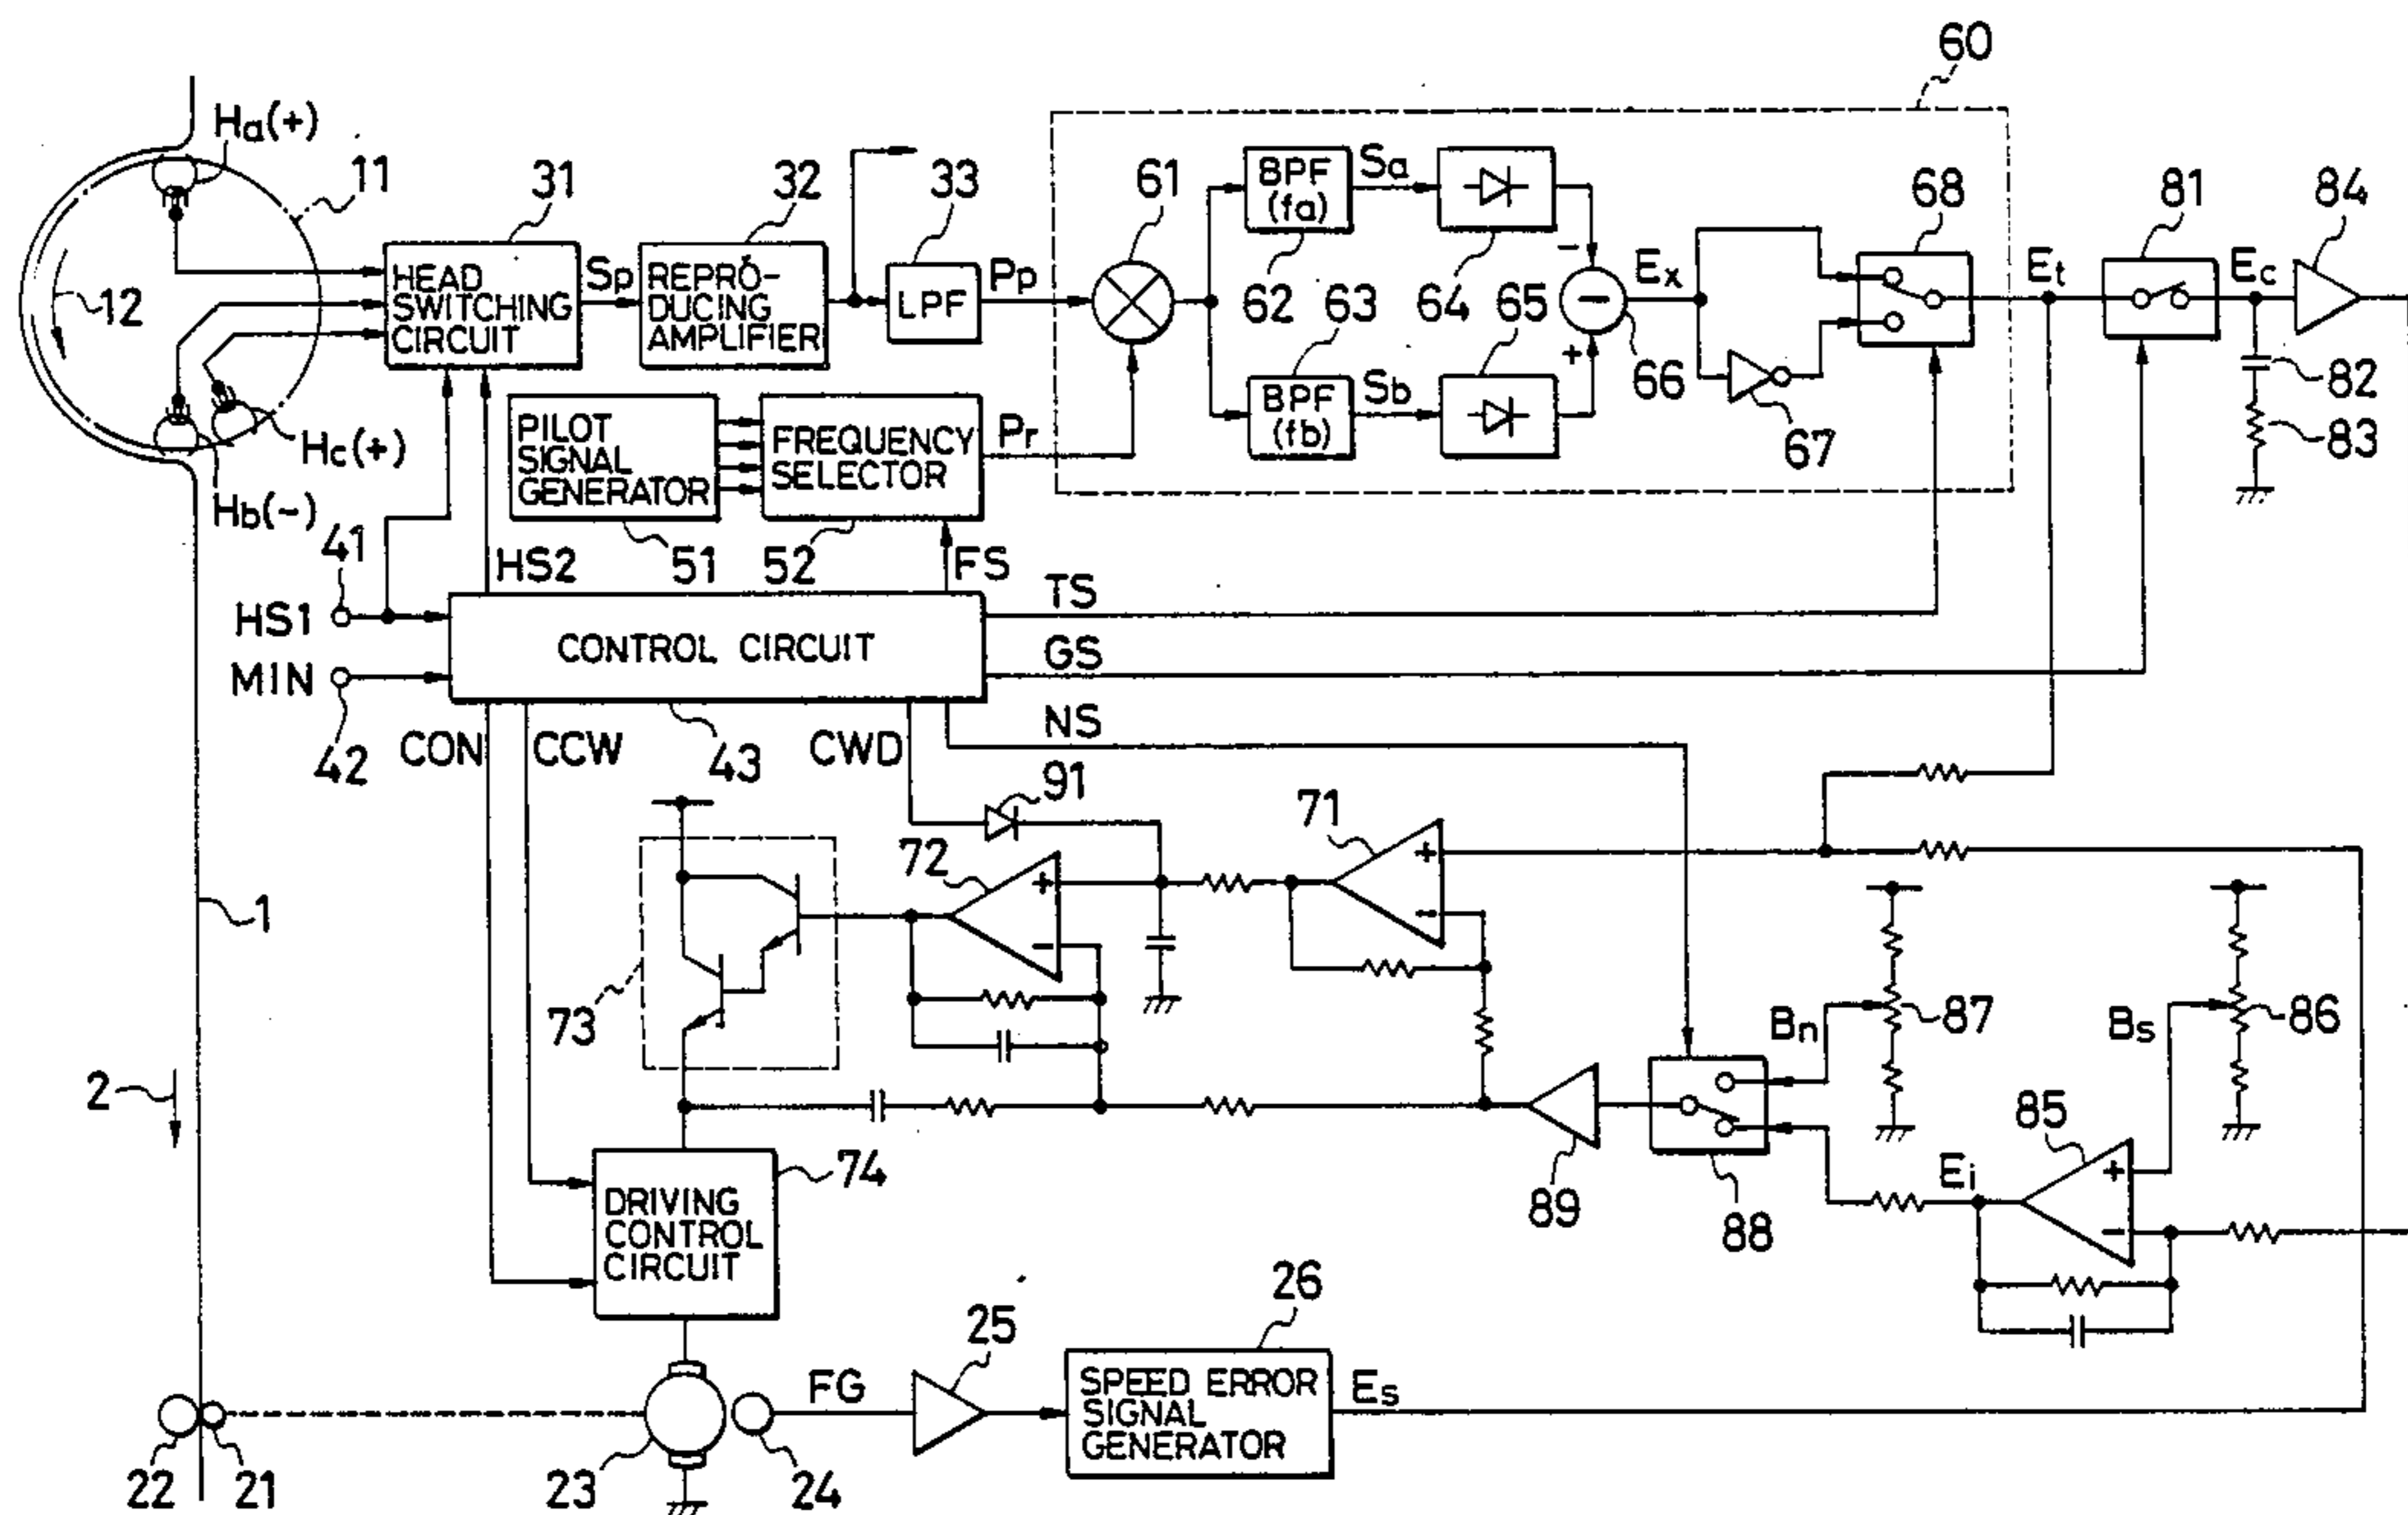 60
Ha(+)
11
31
32
33
61
BPF
(fa)
Sa
68
81
84
12
HEAD
SWITCHING
CIRCUIT
Sp
REPRO-
DUCING
AMPLIFIER
LPF
Pp
62
63
64
65
−
−
+
66
Ex
Et
Ec
82
83
BPF
(fb)
Sb
67
Hc(+)
Hb(-)
PILOT
SIGNAL
GENERATOR
FREQUENCY
SELECTOR
Pr
41
HS2
51
52
FS
HS1
TS
MIN
CONTROL CIRCUIT
GS
42
CON
CCW
43
CWD
NS
91
71
+
−
72
+
−
1
73
Bn
87
Bs
86
2
89
88
Ei
85
+
−
DRIVING
CONTROL
CIRCUIT
74
25
26
FG
SPEED ERROR
SIGNAL
GENERATOR
Es
22
21
23
24